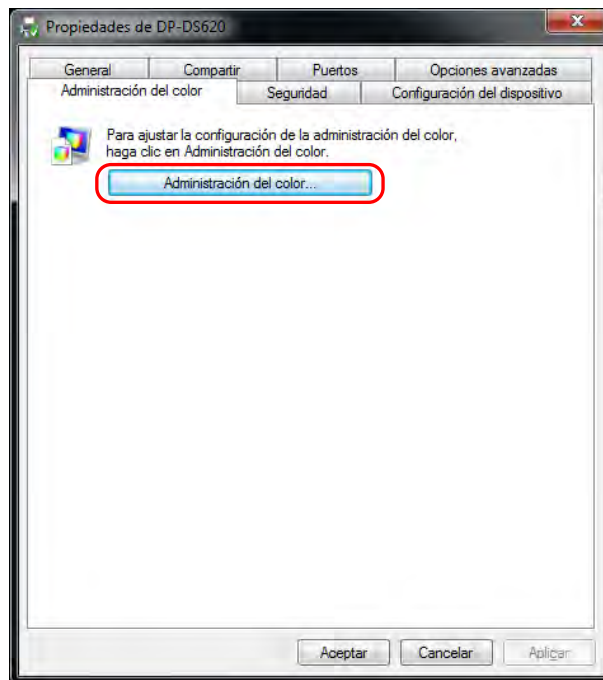 Propiedades de DP-DS620
General Compartir Puertos Opciones avanzadas
Administración del color Seguridad Configuración del dispositivo
Para ajustar la configuración de la administración del color,
haga clic en Administración del color.
Administración del color...
Aceptar Cancelar Aplicar